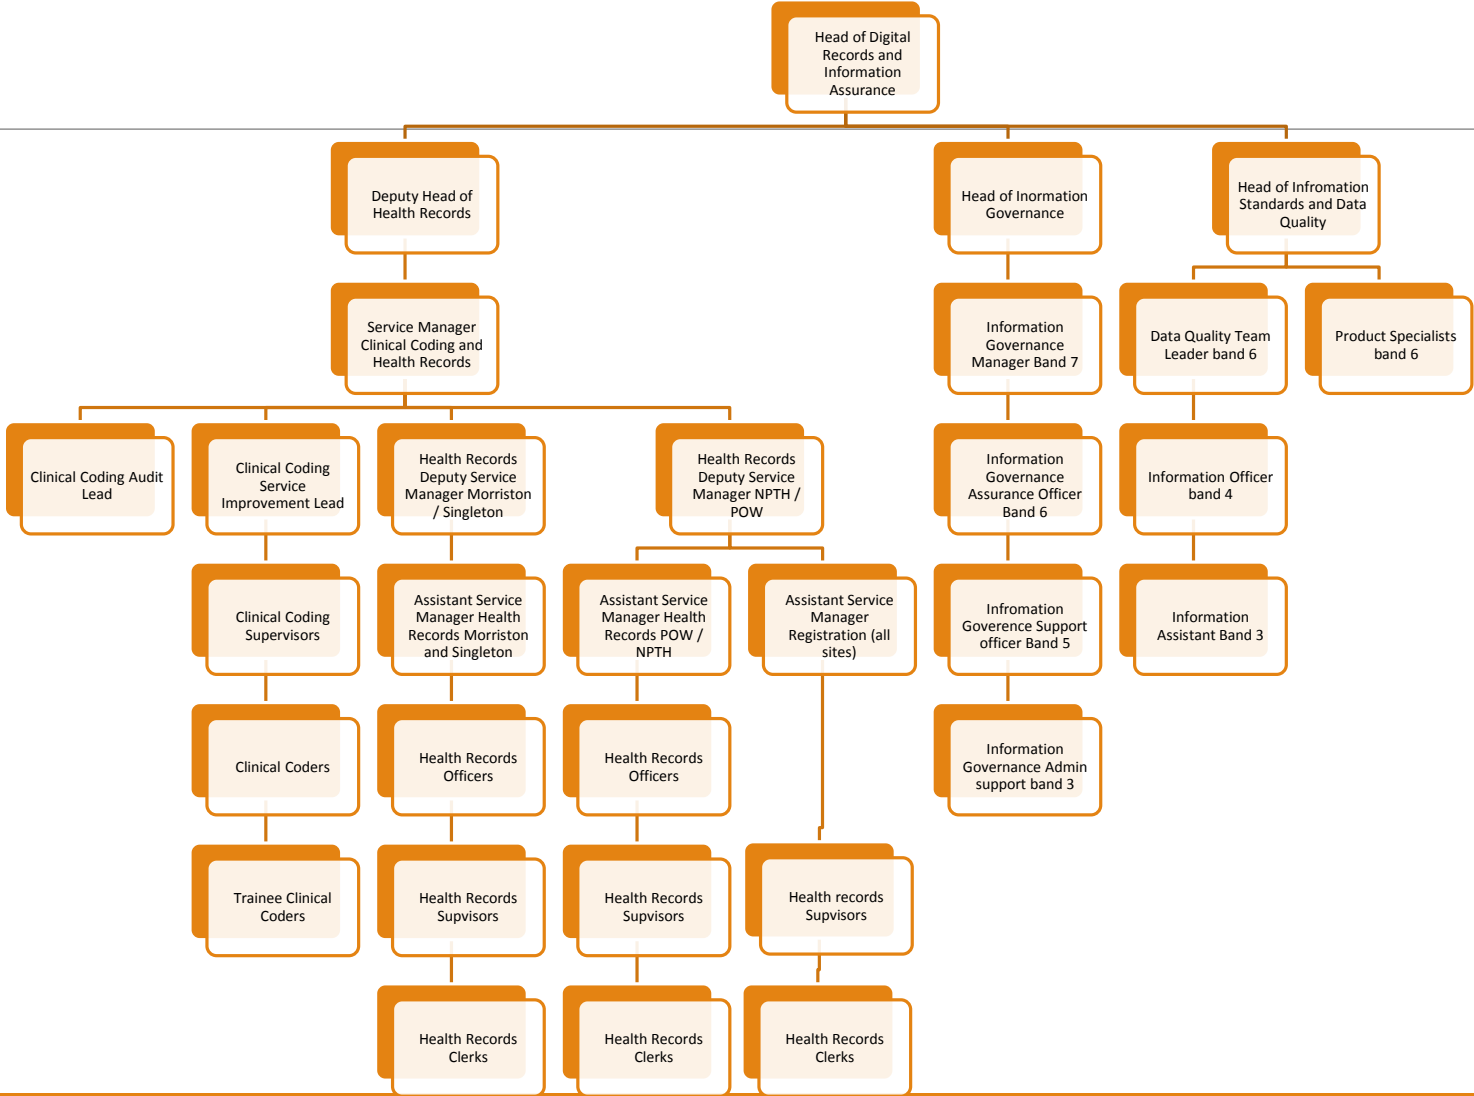 Head of Digital
Records and
Information
Assurance
Deputy Head of
Health Records
Head of Inormation
Governance
Head of Infromation
Standards and Data
Quality
Service Manager
Clinical Coding and
Health Records
Information
Governance
Manager Band 7
Data Quality Team
Leader band 6
Product Specialists
band 6
Clinical Coding Audit
Lead
Clinical Coding
Service
Improvement Lead
Health Records
Deputy Service
Manager Morriston
/ Singleton
Health Records
Deputy Service
Manager NPTH /
POW
Information
Governance
Assurance Officer
Band 6
Information Officer
band 4
Clinical Coding
Supervisors
Assistant Service
Manager Health
Records Morriston
and Singleton
Assistant Service
Manager Health
Records POW /
NPTH
Assistant Service
Manager
Registration (all
sites)
Infromation
Goverence Support
officer Band 5
Information
Assistant Band 3
Clinical Coders
Health Records
Officers
Health Records
Officers
Information
Governance Admin
support band 3
Trainee Clinical
Coders
Health Records
Supvisors
Health Records
Supvisors
Health records
Supvisors
Health Records
Clerks
Health Records
Clerks
Health Records
Clerks